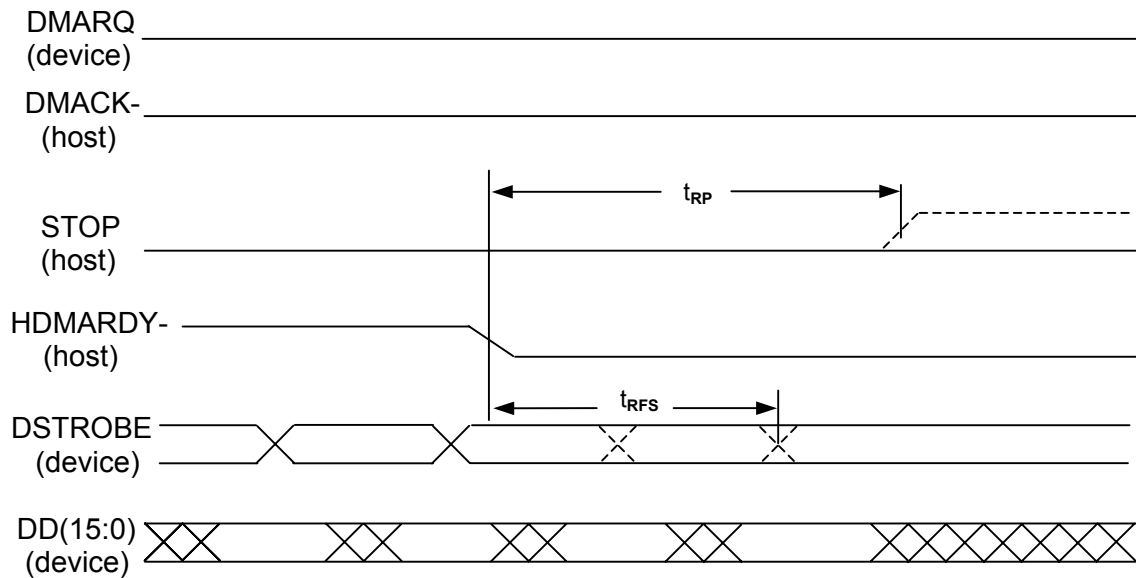 DMARQ
(device)
DMACK-
(host)
tRP
STOP
(host)
HDMARDY-
(host)
tRFS
DSTROBE
(device)
DD(15:0)
(device)